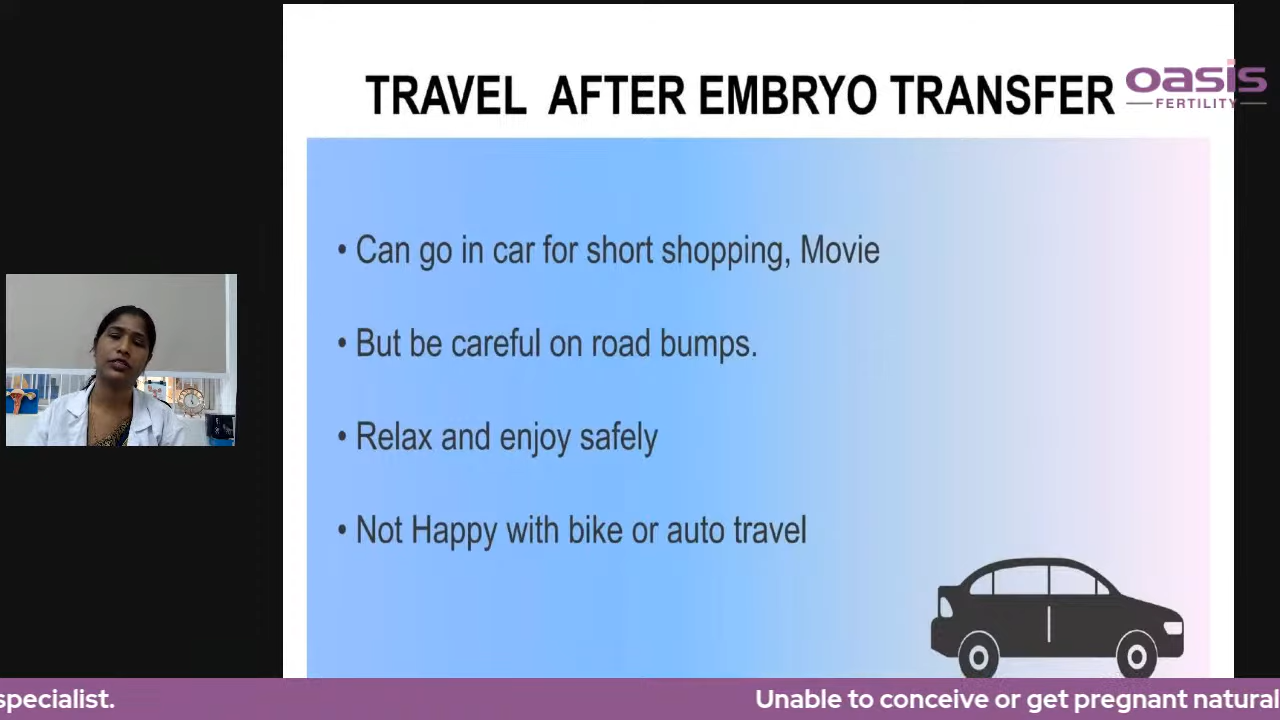 TRAVEL AFTER EMBRYO TRANSFER
oasis
FERTILITY
• Can go in car for short shopping, Movie
• But be careful on road bumps.
• Relax and enjoy safely
• Not Happy with bike or auto travel
specialist.
Unable to conceive or get pregnant natural